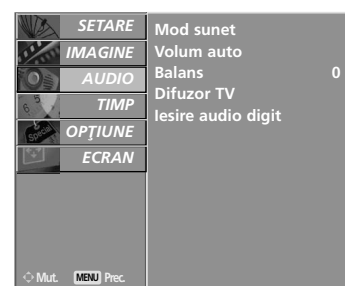 SETARE
IMAGINE
AUDIO
TIMP
OPŢIUNE
ECRAN
Mod sunet
Volum auto
Balans 0
Difuzor TV
Iesire audio digit
Mut. MENU Prec.